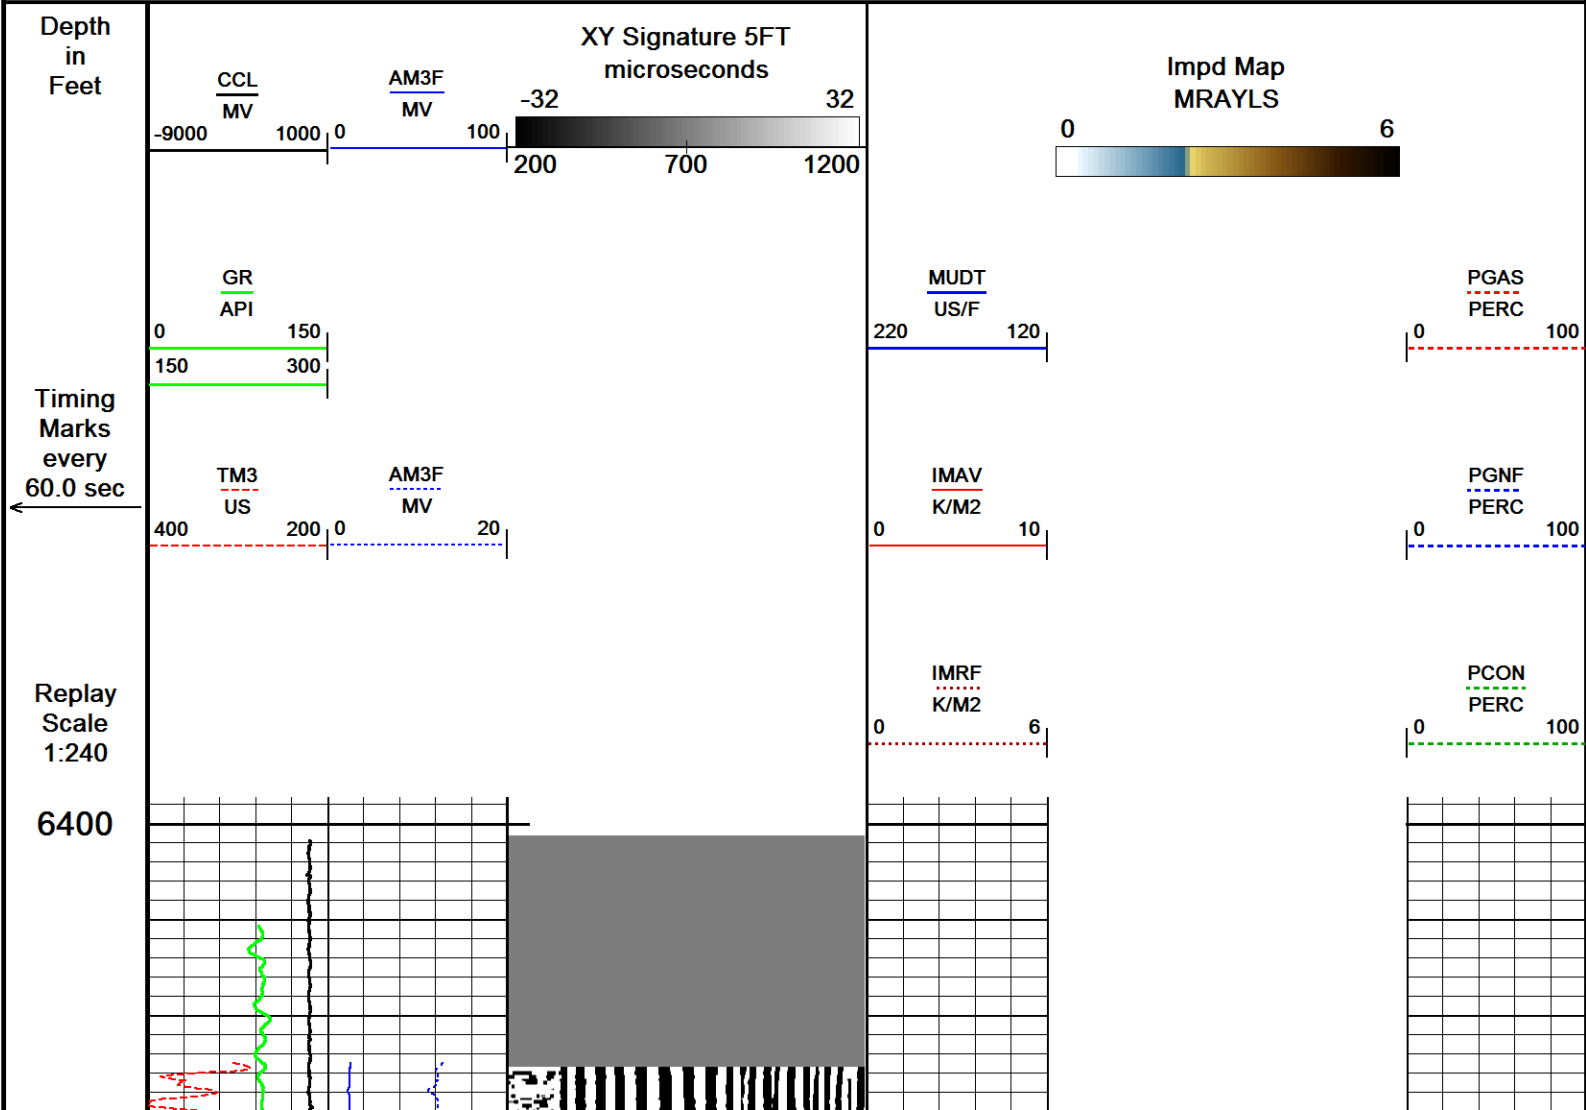 Depth
in
Feet
CCL
MV
-9000 1000
AM3F
MV
0 100
XY Signature 5FT
microseconds
-32 32
200 700 1200
Impd Map
MRAYLS
0 6
GR
API
0 150
150 300
MUDT
US/F
220 120
PGAS
PERC
0 100
Timing
Marks
every
60.0 sec
TM3
US
400 200
AM3F
MV
0 20
IMAV
K/M2
0 10
PGNF
PERC
0 100
Replay
Scale
1:240
IMRF
K/M2
0 6
PCON
PERC
0 100
6400